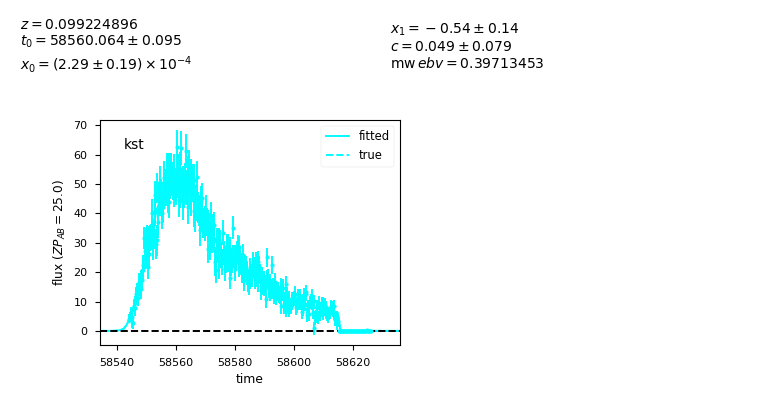 z = 0.099224896
t₀ = 58560.064 ± 0.095
x₀ = (2.29 ± 0.19) × 10⁻⁴
x₁ = −0.54 ± 0.14
c = 0.049 ± 0.079
mw ebv = 0.39713453
kst
fitted
true
70
60
50
40
30
20
10
0
flux (ZP_AB = 25.0)
58540 58560 58580 58600 58620
time